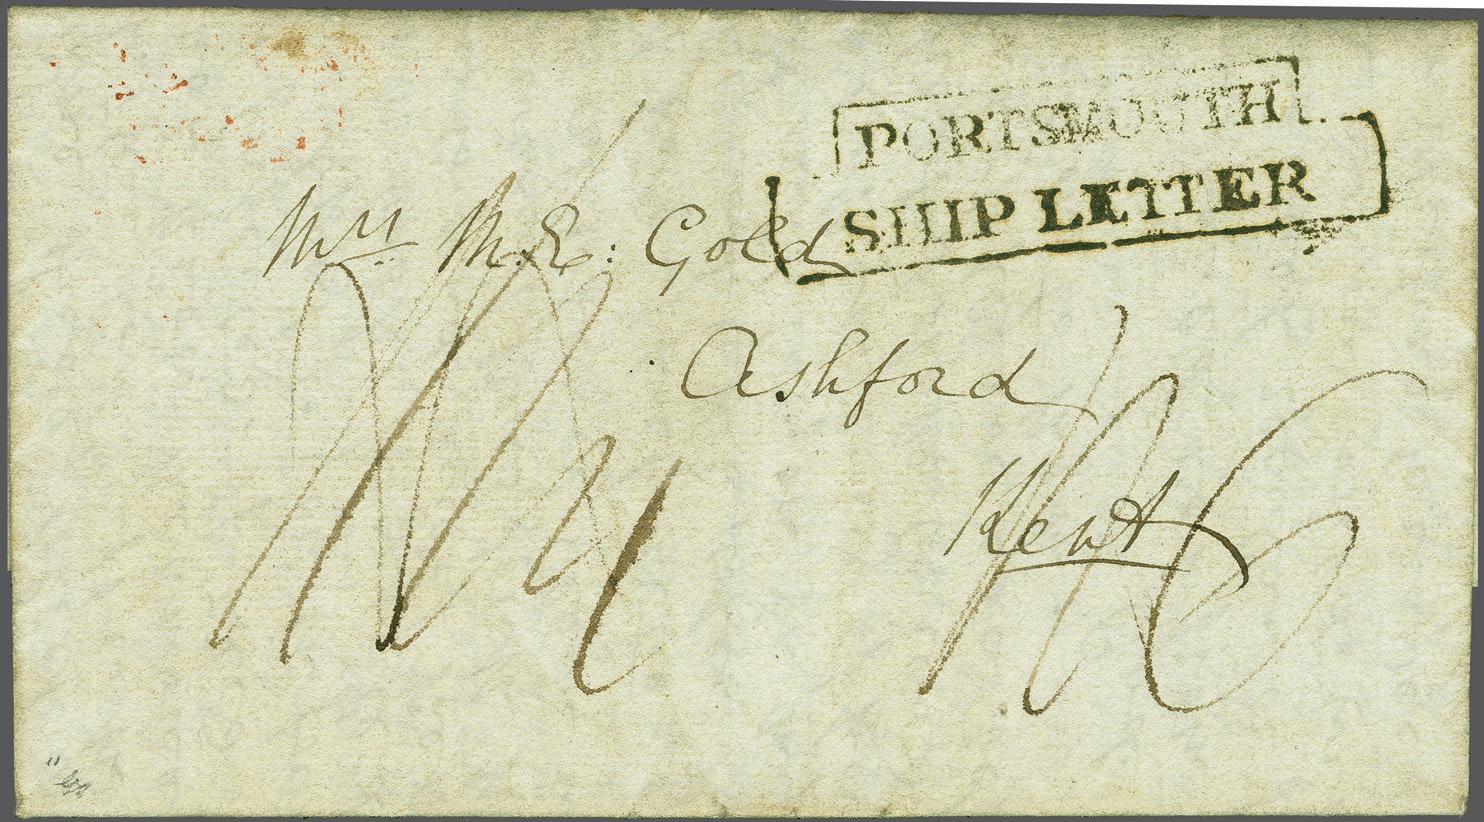 PORTSMOUTH
SHIP LETTER
Mrs. M. E: Gold
Ashford
Kent